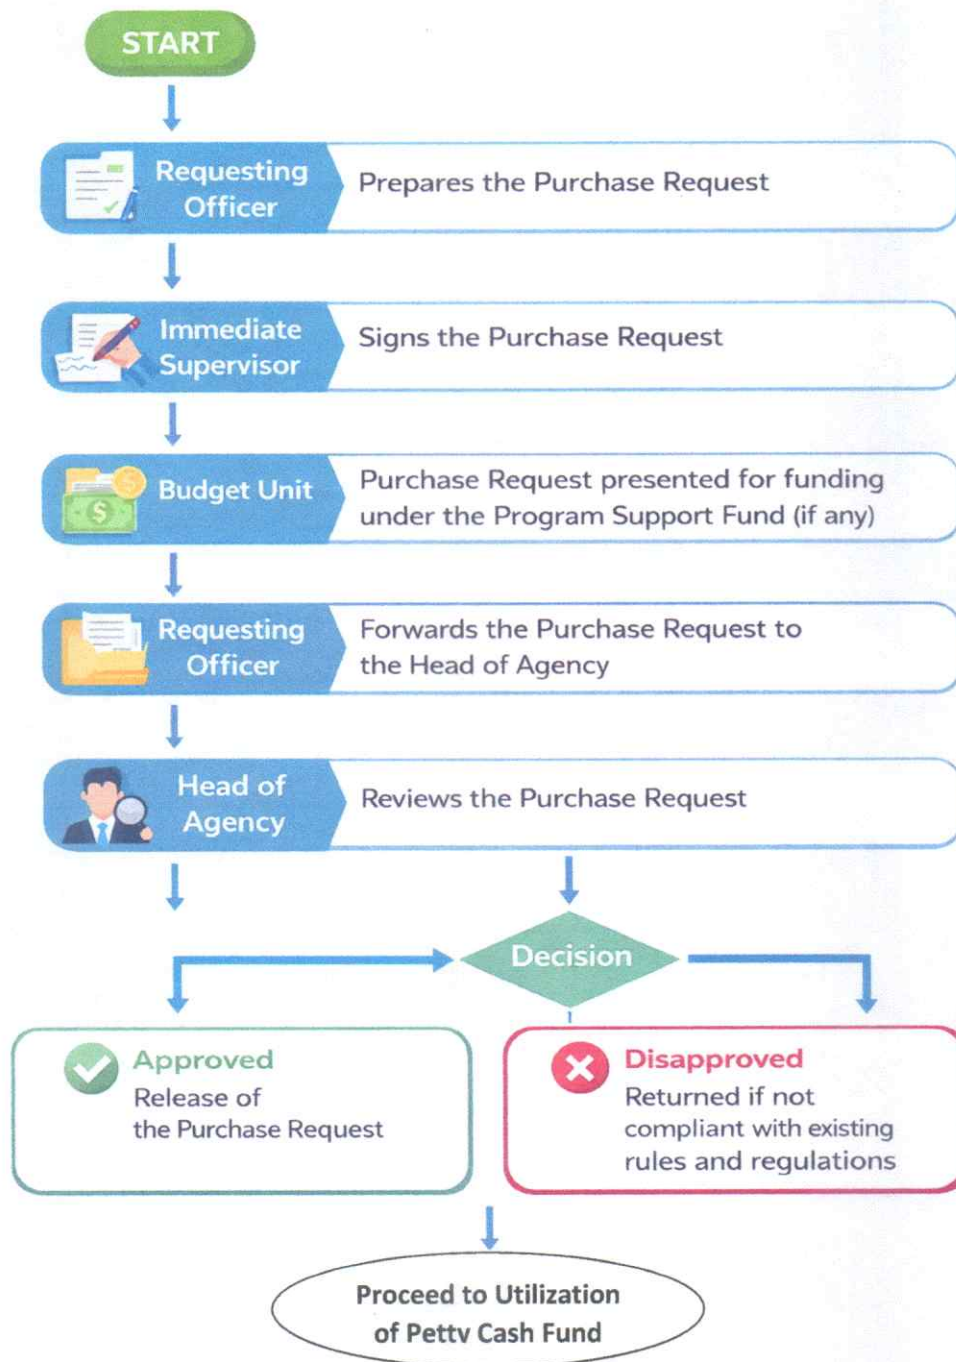 START
Requesting
Officer
Prepares the Purchase Request
Immediate
Supervisor
Signs the Purchase Request
Budget Unit
Purchase Request presented for funding
under the Program Support Fund (if any)
Requesting
Officer
Forwards the Purchase Request to
the Head of Agency
Head of
Agency
Reviews the Purchase Request
Decision
Approved
Release of
the Purchase Request
Disapproved
Returned if not
compliant with existing
rules and regulations
Proceed to Utilization
of Petty Cash Fund